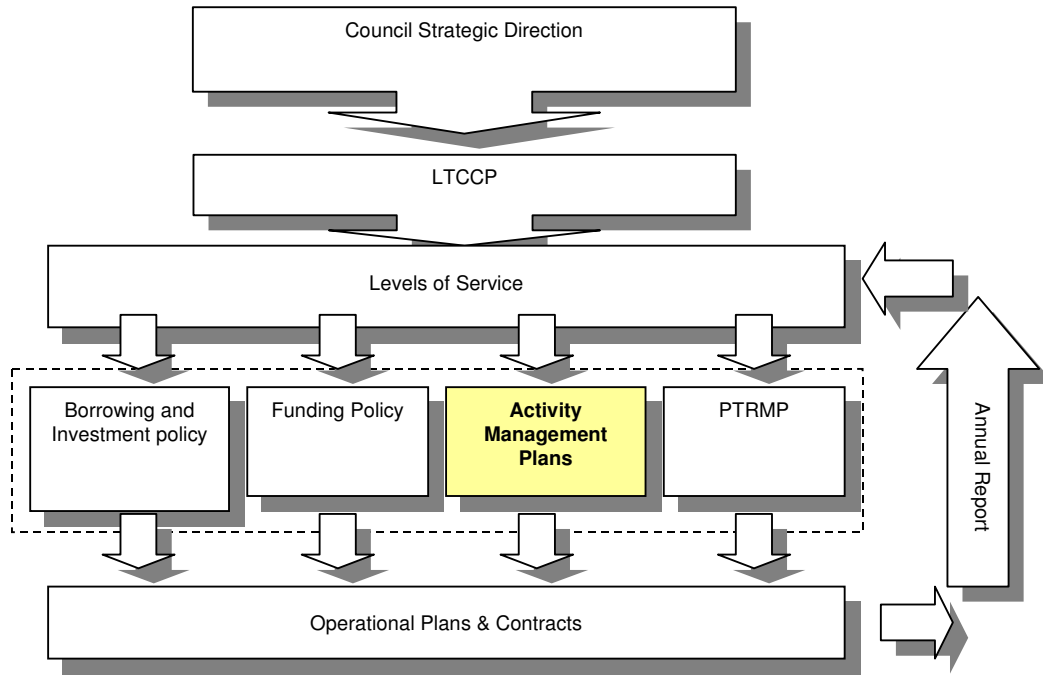 Council Strategic Direction
LTCCP
Levels of Service
Borrowing and
Investment policy
Funding Policy
Activity
Management
Plans
PTRMP
Annual Report
Operational Plans & Contracts